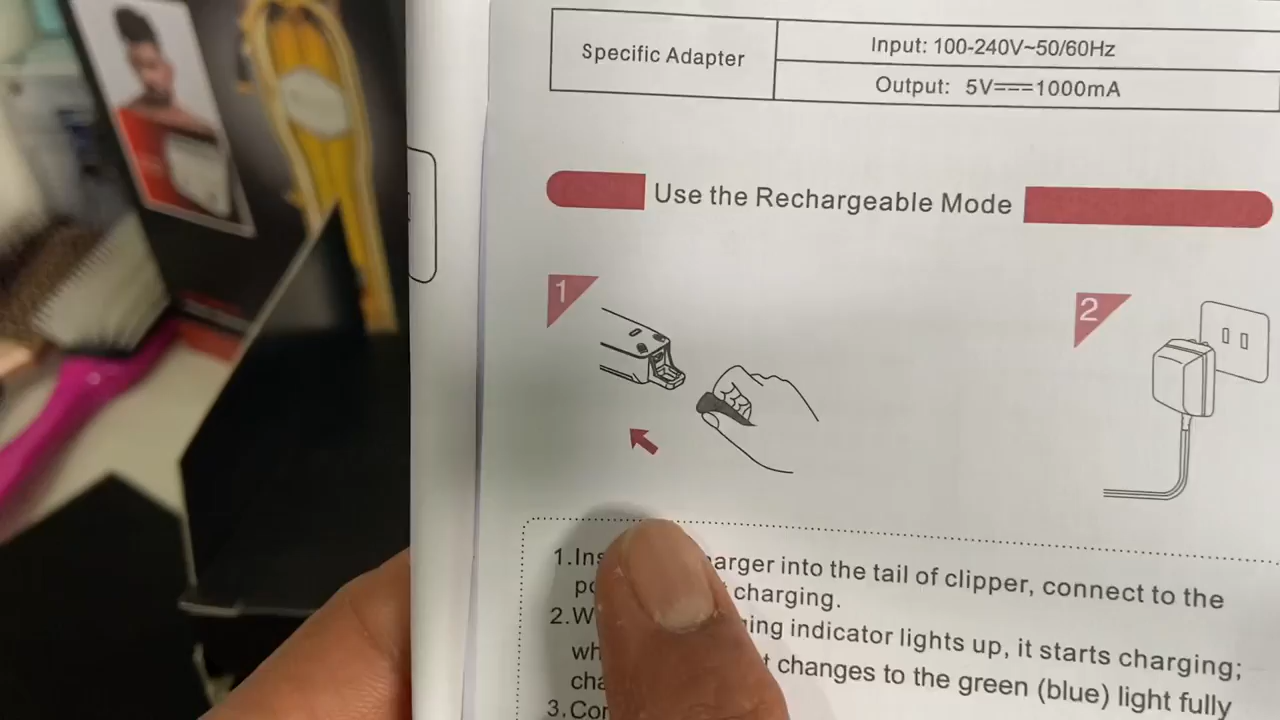 Specific Adapter
Input: 100-240V~50/60Hz
Output: 5V⎓1000mA
Use the Rechargeable Mode
1
2
1.Ins arger into the tail of clipper, connect to the
po charging.
2.W ing indicator lights up, it starts charging;
wh t changes to the green (blue) light fully
cha
3.Con